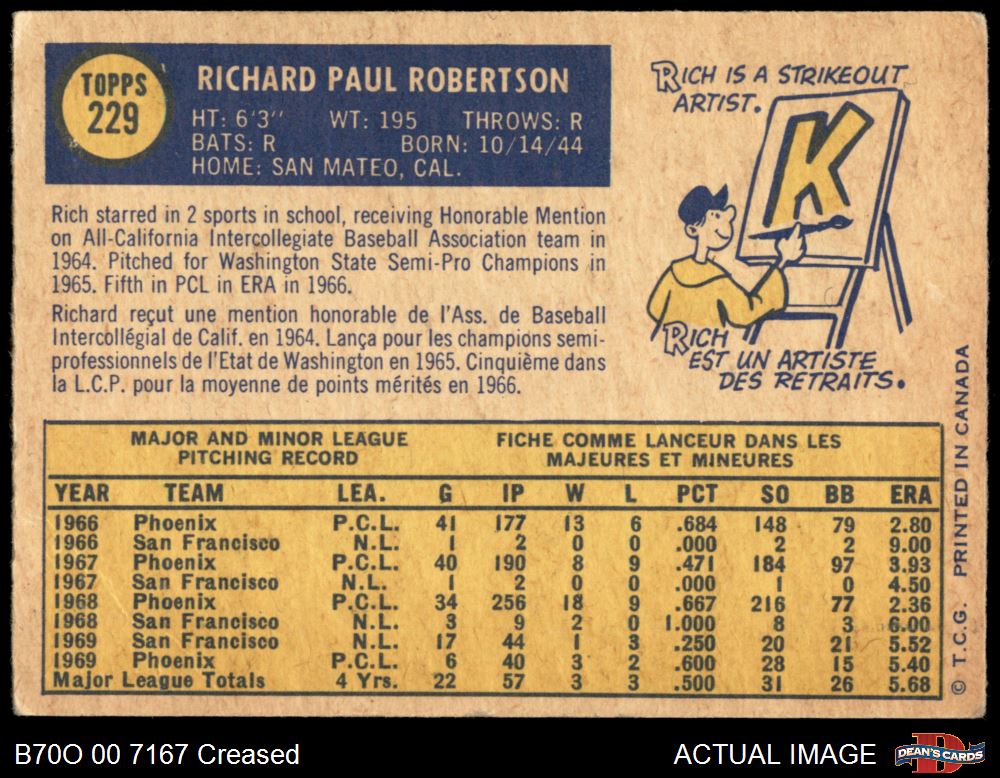 TOPPS
229
RICHARD PAUL ROBERTSON
HT: 6'3" WT: 195 THROWS: R
BATS: R BORN: 10/14/44
HOME: SAN MATEO, CAL.
Rich starred in 2 sports in school, receiving Honorable Mention
on All-California Intercollegiate Baseball Association team in
1964. Pitched for Washington State Semi-Pro Champions in
1965. Fifth in PCL in ERA in 1966.
Richard reçut une mention honorable de l'Ass. de Baseball
Intercollégial de Calif. en 1964. Lança pour les champions semi-
professionnels de l'Etat de Washington en 1965. Cinquième dans
la L.C.P. pour la moyenne de points mérités en 1966.
RICH IS A STRIKEOUT
ARTIST.
K
RICH
EST UN ARTISTE
DES RETRAITS.
MAJOR AND MINOR LEAGUE
PITCHING RECORD
FICHE COMME LANCEUR DANS LES
MAJEURES ET MINEURES
YEAR TEAM LEA. G IP W L PCT SO BB ERA
1966 Phoenix P.C.L. 41 177 13 6 .684 148 79 2.80
1966 San Francisco N.L. 1 2 0 0 .000 2 2 9.00
1967 Phoenix P.C.L. 40 190 8 9 .471 184 97 3.93
1967 San Francisco N.L. 1 2 0 0 .000 1 0 4.50
1968 Phoenix P.C.L. 34 256 18 9 .667 216 77 2.36
1968 San Francisco N.L. 3 9 2 0 1.000 8 3 6.00
1969 San Francisco N.L. 17 44 1 3 .250 20 21 5.52
1969 Phoenix P.C.L. 6 40 3 2 .600 28 15 5.40
Major League Totals 4 Yrs. 22 57 3 3 .500 31 26 5.68
© T.C.G. PRINTED IN CANADA
B70O 00 7167 Creased
ACTUAL IMAGE
DEAN'S CARDS